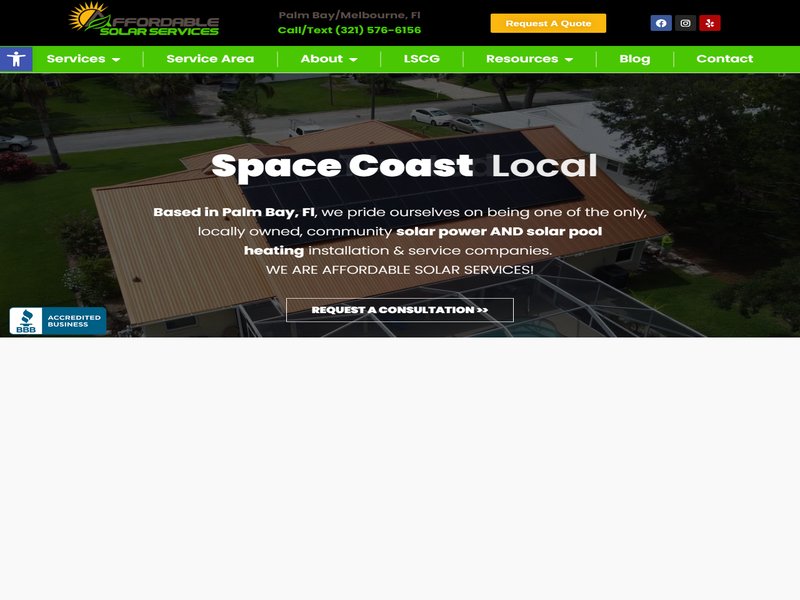 AFFORDABLE
SOLAR SERVICES
Palm Bay/Melbourne, Fl
Call/Text (321) 576-6156
Request A Quote
Services
Service Area
About
LSCG
Resources
Blog
Contact
Space Coast Local
Based in Palm Bay, Fl, we pride ourselves on being one of the only,
locally owned, community solar power AND solar pool
heating installation & service companies.
WE ARE AFFORDABLE SOLAR SERVICES!
REQUEST A CONSULTATION >>
BBB
ACCREDITED
BUSINESS